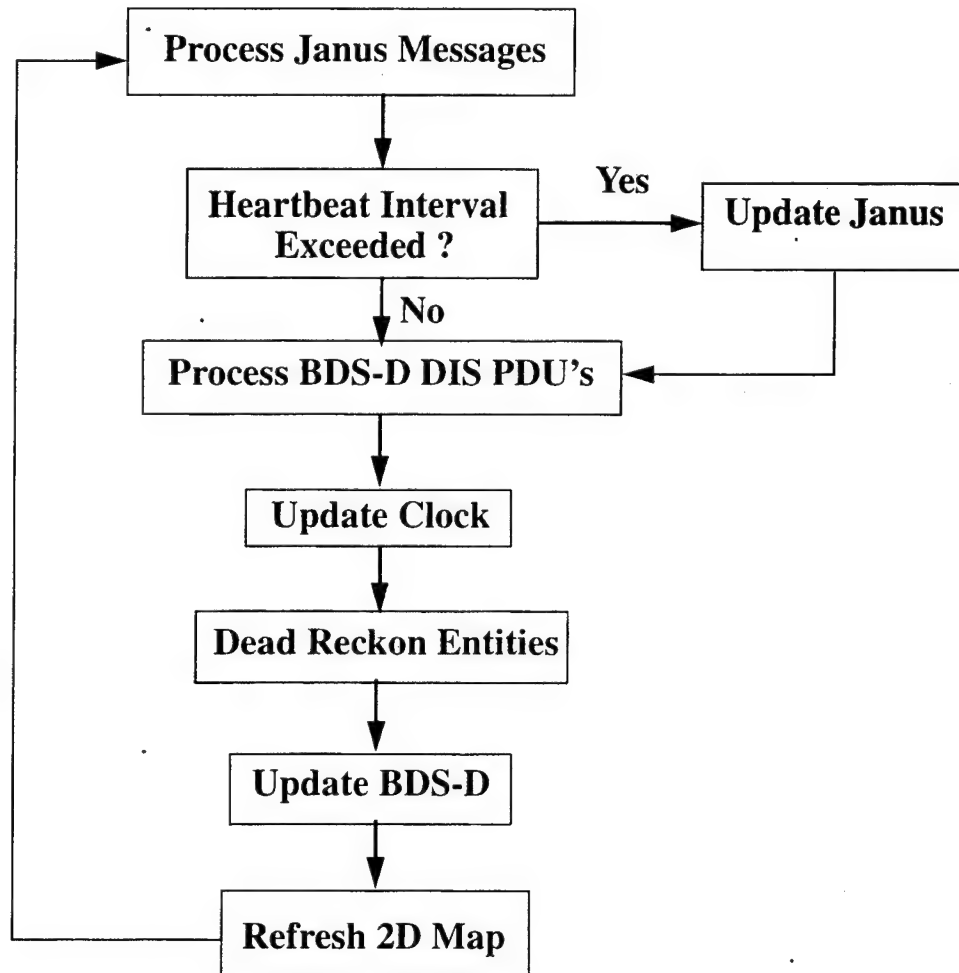 Process Janus Messages
Heartbeat Interval
Exceeded ?
Yes
Update Janus
No
Process BDS-D DIS PDU's
Update Clock
Dead Reckon Entities
Update BDS-D
Refresh 2D Map